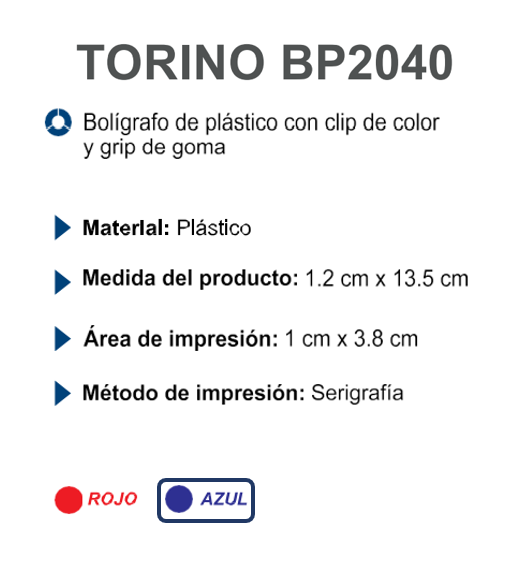 TORINO BP2040
Bolígrafo de plástico con clip de color
y grip de goma
Material: Plástico
Medida del producto: 1.2 cm x 13.5 cm
Área de impresión: 1 cm x 3.8 cm
Método de impresión: Serigrafía
ROJO AZUL